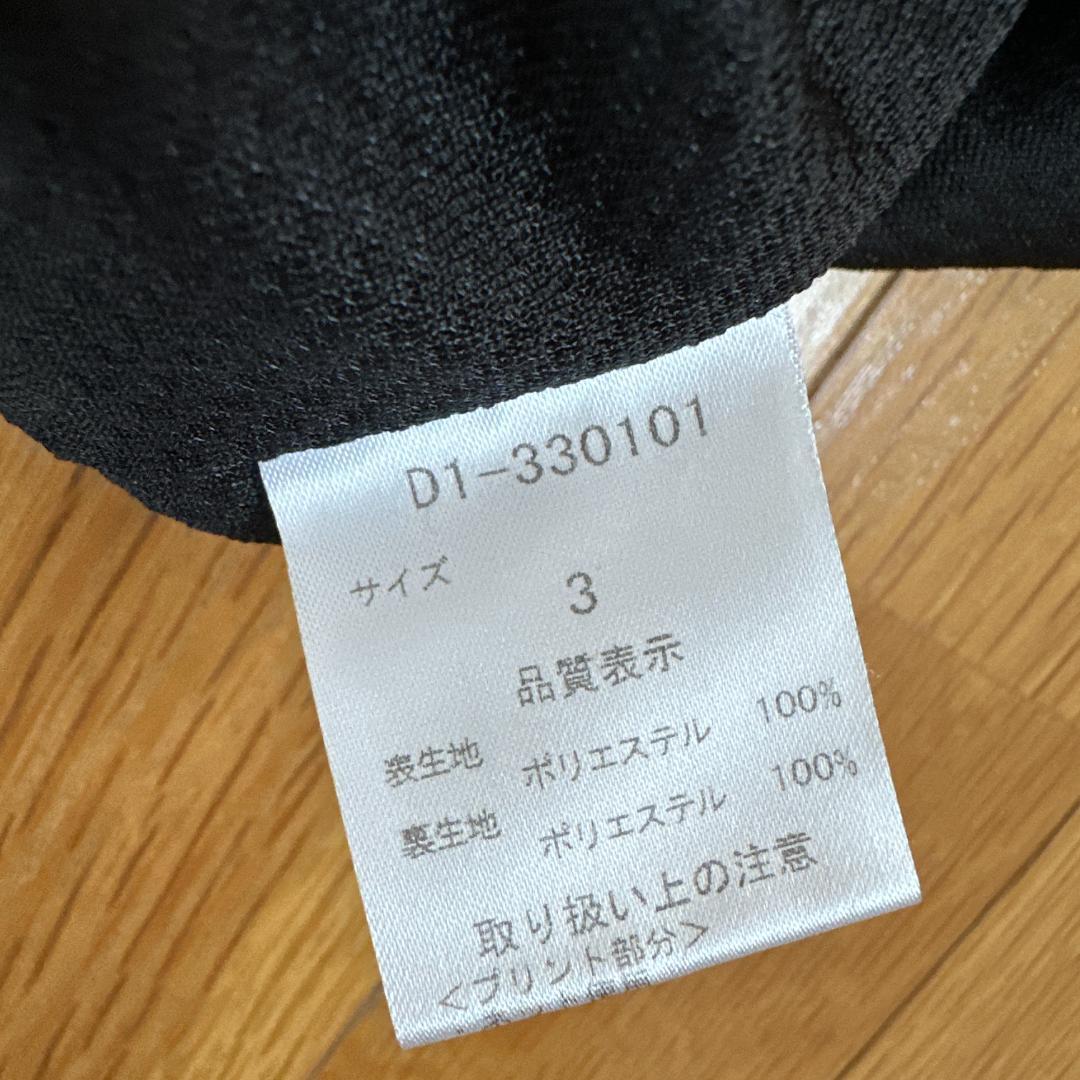 D1-330101
サイズ 3
品質表示
表生地 ポリエステル 100%
裏生地 ポリエステル 100%
取り扱い上の注意
<プリント部分>